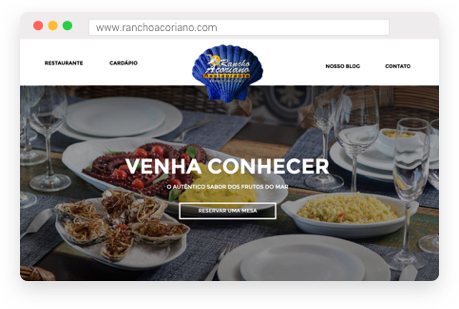 www.ranchoacoriano.com
RESTAURANTE
CARDÁPIO
Rancho
Açoriano
Restaurante
NOSSO BLOG
CONTATO
VENHA CONHECER
O AUTÊNTICO SABOR DOS FRUTOS DO MAR
RESERVAR UMA MESA